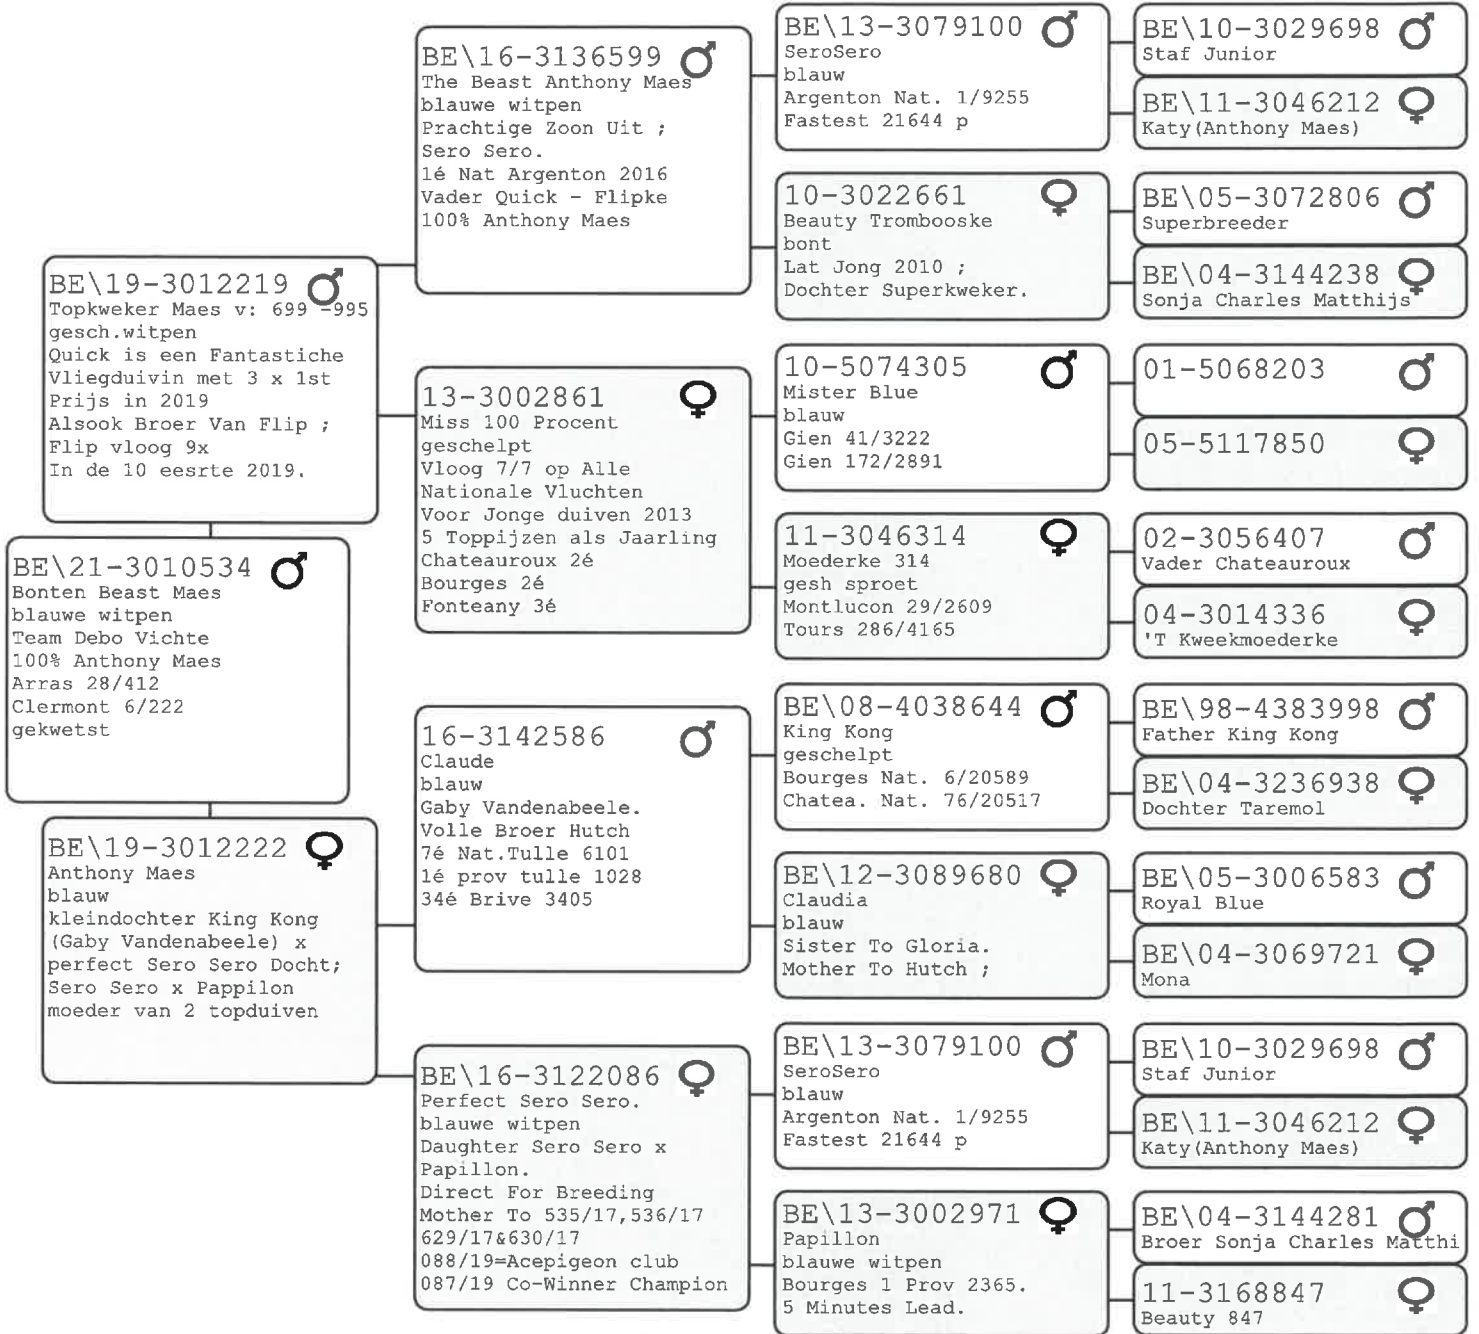 BE\21-3010534
Bonten Beast Maes
blauwe witpen
Team Debo Vichte
100% Anthony Maes
Arras 28/412
Clermont 6/222
gekwetst
BE\19-3012219
Topkweker Maes v: 699 -995
gesch.witpen
Quick is een Fantastiche
Vliegduivin met 3 x 1st
Prijs in 2019
Alsook Broer Van Flip ;
Flip vloog 9x
In de 10 eesrte 2019.
BE\19-3012222
Anthony Maes
blauw
kleindochter King Kong
(Gaby Vandenabeele) x
perfect Sero Sero Docht;
Sero Sero x Pappilon
moeder van 2 topduiven
BE\16-3136599
The Beast Anthony Maes
blauwe witpen
Prachtige Zoon Uit ;
Sero Sero.
1é Nat Argenton 2016
Vader Quick - Flipke
100% Anthony Maes
13-3002861
Miss 100 Procent
geschelpt
Vloog 7/7 op Alle
Nationale Vluchten
Voor Jonge duiven 2013
5 Toppijzen als Jaarling
Chateauroux 2é
Bourges 2é
Fonteany 3é
16-3142586
Claude
blauw
Gaby Vandenabeele.
Volle Broer Hutch
7é Nat.Tulle 6101
1é prov tulle 1028
34é Brive 3405
BE\16-3122086
Perfect Sero Sero.
blauwe witpen
Daughter Sero Sero x
Papillon.
Direct For Breeding
Mother To 535/17,536/17
629/17&630/17
088/19=Acepigeon club
087/19 Co-Winner Champion
BE\13-3079100
SeroSero
blauw
Argenton Nat. 1/9255
Fastest 21644 p
10-3022661
Beauty Trombooske
bont
Lat Jong 2010 ;
Dochter Superkweker.
10-5074305
Mister Blue
blauw
Gien 41/3222
Gien 172/2891
11-3046314
Moederke 314
gesh sproet
Montlucon 29/2609
Tours 286/4165
BE\08-4038644
King Kong
geschelpt
Bourges Nat. 6/20589
Chatea. Nat. 76/20517
BE\12-3089680
Claudia
blauw
Sister To Gloria.
Mother To Hutch ;
BE\13-3079100
SeroSero
blauw
Argenton Nat. 1/9255
Fastest 21644 p
BE\13-3002971
Papillon
blauwe witpen
Bourges 1 Prov 2365.
5 Minutes Lead.
BE\10-3029698
Staf Junior
BE\11-3046212
Katy(Anthony Maes)
BE\05-3072806
Superbreeder
BE\04-3144238
Sonja Charles Matthijs
01-5068203
05-5117850
02-3056407
Vader Chateauroux
04-3014336
'T Kweekmoederke
BE\98-4383998
Father King Kong
BE\04-3236938
Dochter Taremol
BE\05-3006583
Royal Blue
BE\04-3069721
Mona
BE\10-3029698
Staf Junior
BE\11-3046212
Katy(Anthony Maes)
BE\04-3144281
Broer Sonja Charles Matthi
11-3168847
Beauty 847